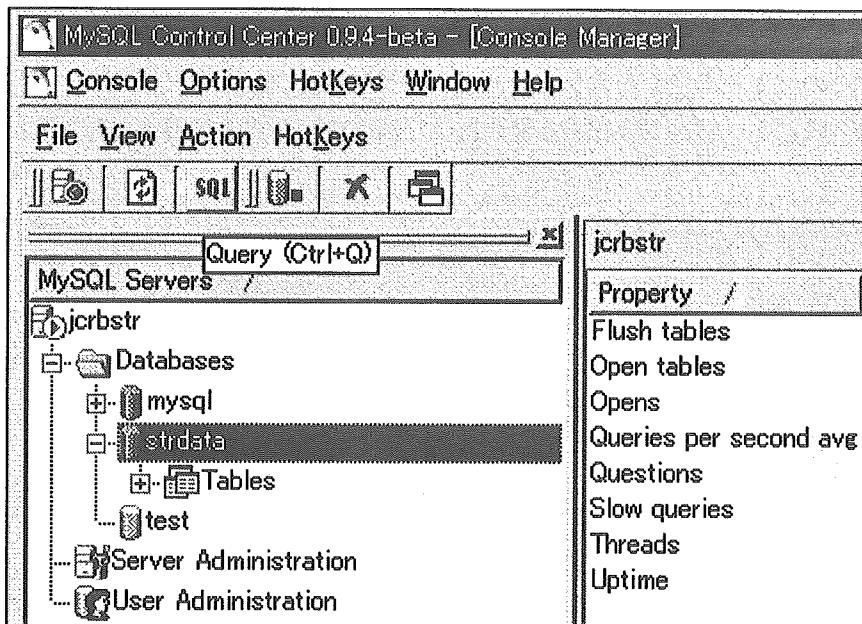 MySQL Control Center 0.9.4-beta - [Console Manager]
Console Options HotKeys Window Help
File View Action HotKeys
SQL
Query (Ctrl+Q)
MySQL Servers /
jcrbstr
Databases
mysql
strdata
Tables
test
Server Administration
User Administration
jcrbstr
Property /
Flush tables
Open tables
Opens
Queries per second avg
Questions
Slow queries
Threads
Uptime